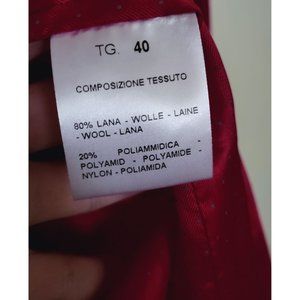 TG. 40
COMPOSIZIONE TESSUTO
80% LANA - WOLLE - LAINE
- WOOL - LANA
20% POLIAMMIDICA -
POLYAMID - POLYAMIDE -
NYLON - POLIAMIDA